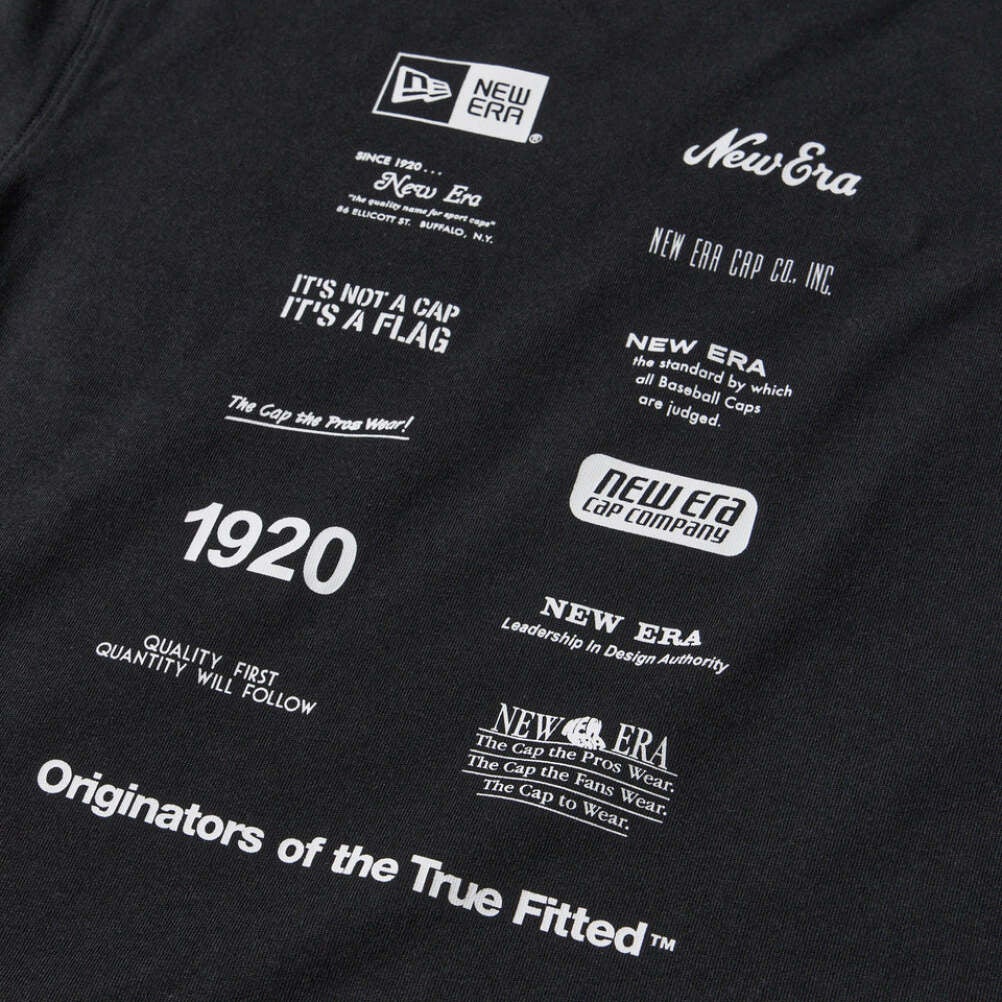 NE
NEW
ERA®
SINCE 1920...
New Era
"the quality name for sport caps"
86 ELLICOTT ST. BUFFALO, N.Y.
IT'S NOT A CAP
IT'S A FLAG
The Cap the Pros Wear!
1920
QUALITY FIRST
QUANTITY WILL FOLLOW
New Era
NEW ERA CAP CO., INC.
NEW ERA
the standard by which
all Baseball Caps
are judged.
new era
cap company
NEW ERA
Leadership In Design Authority
NEW ERA
The Cap the Pros Wear.
The Cap the Fans Wear.
The Cap to Wear.
Originators of the True Fitted™